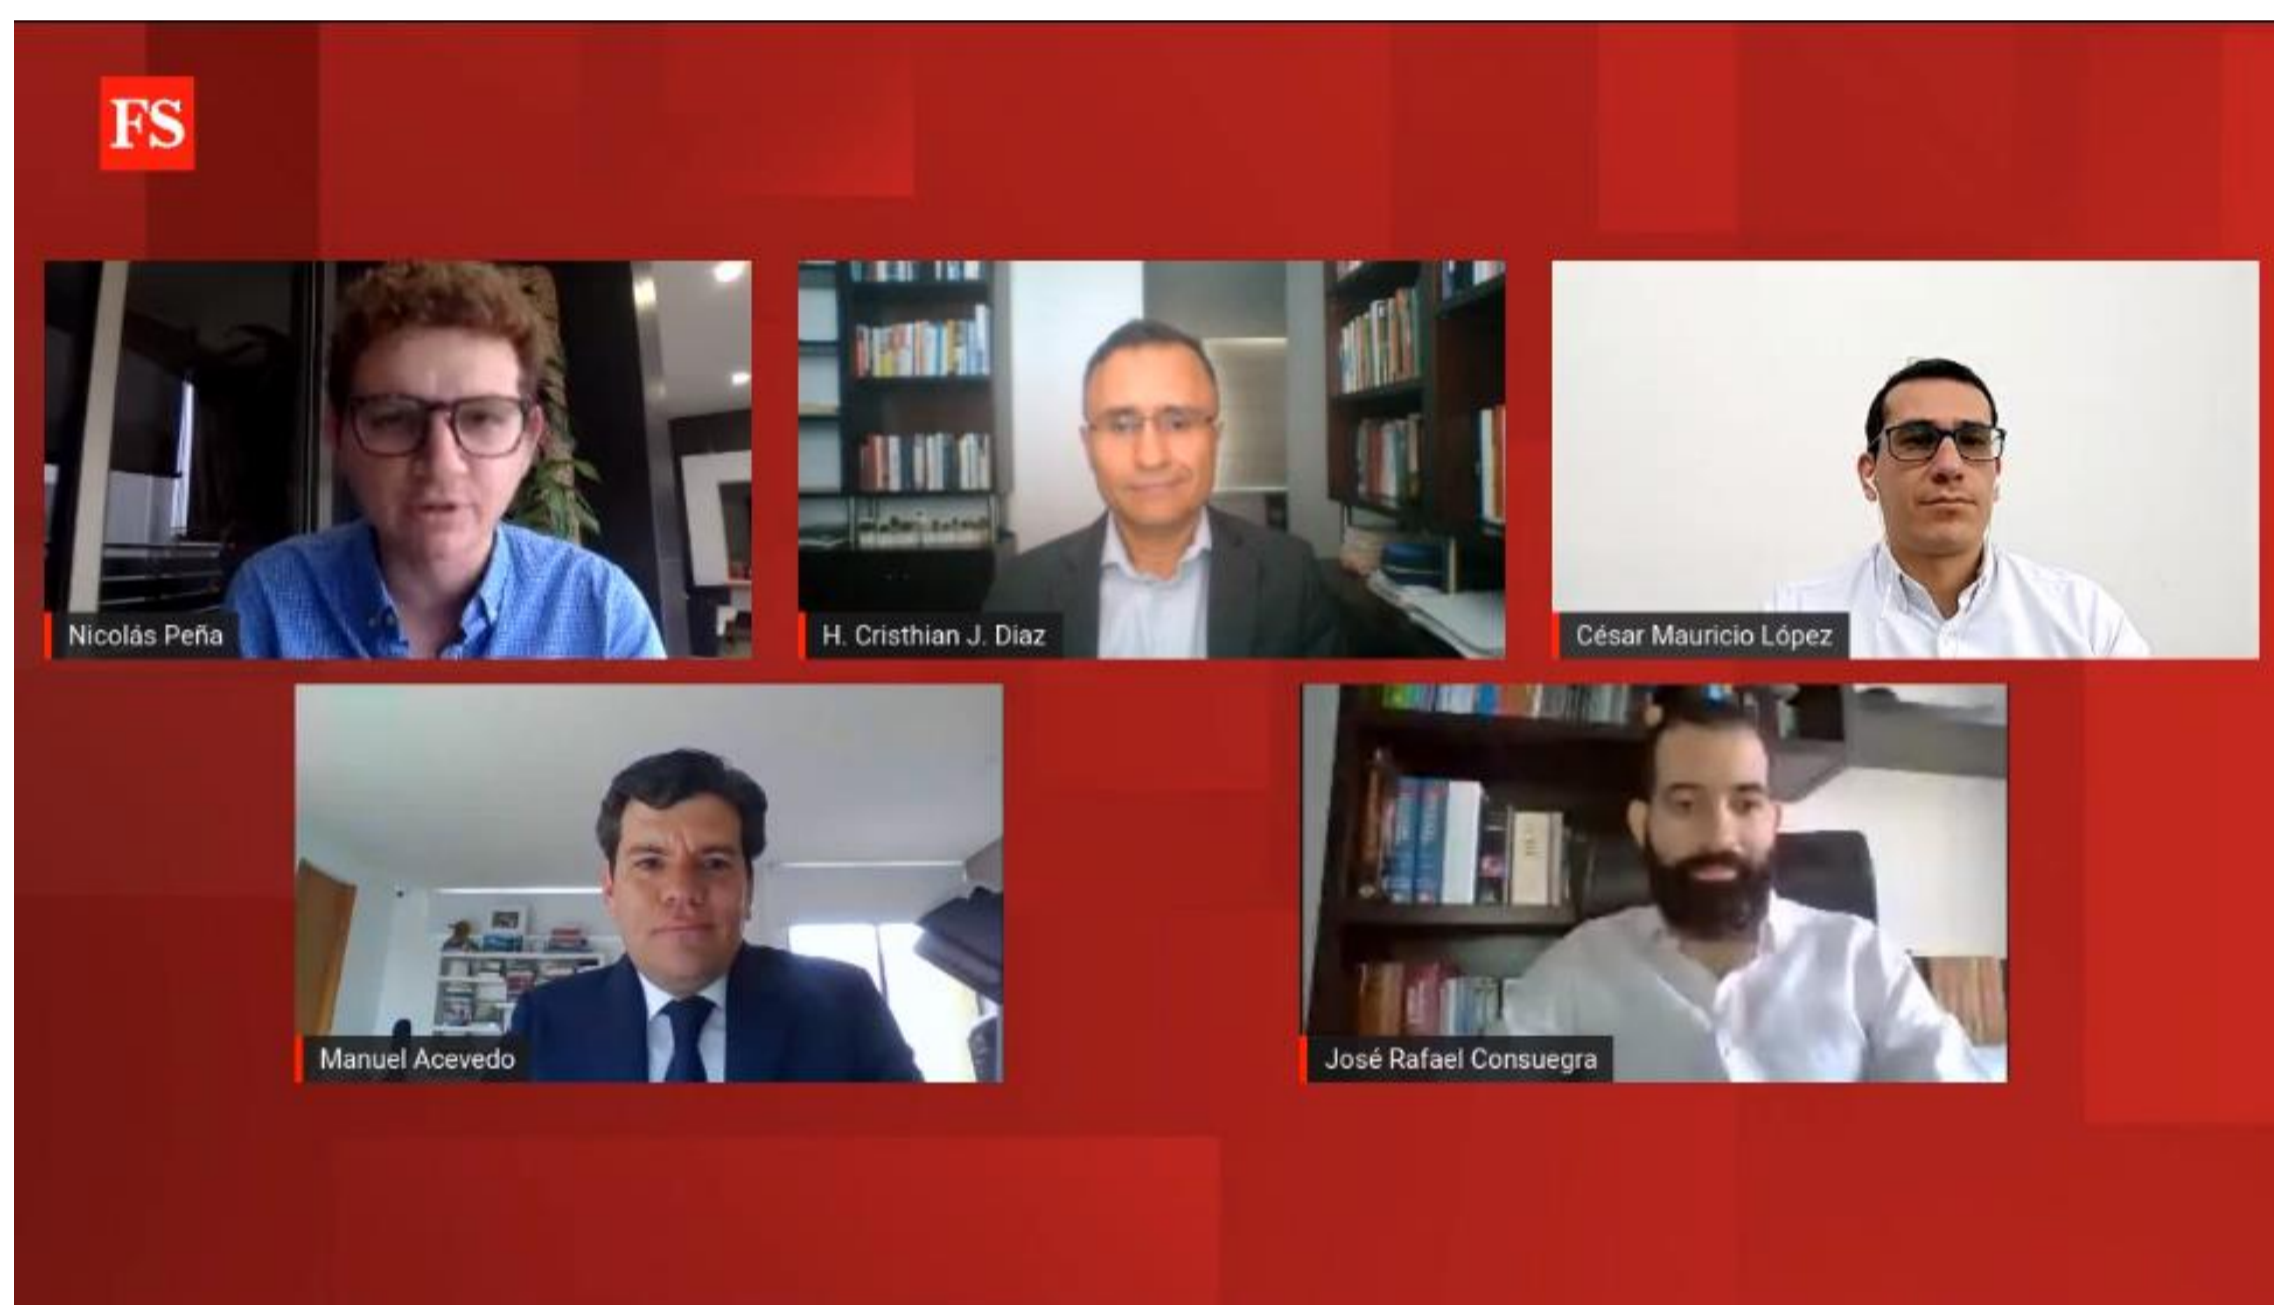 FS
Nicolás Peña
H. Cristhian J. Diaz
César Mauricio López
Manuel Acevedo
José Rafael Consuegra